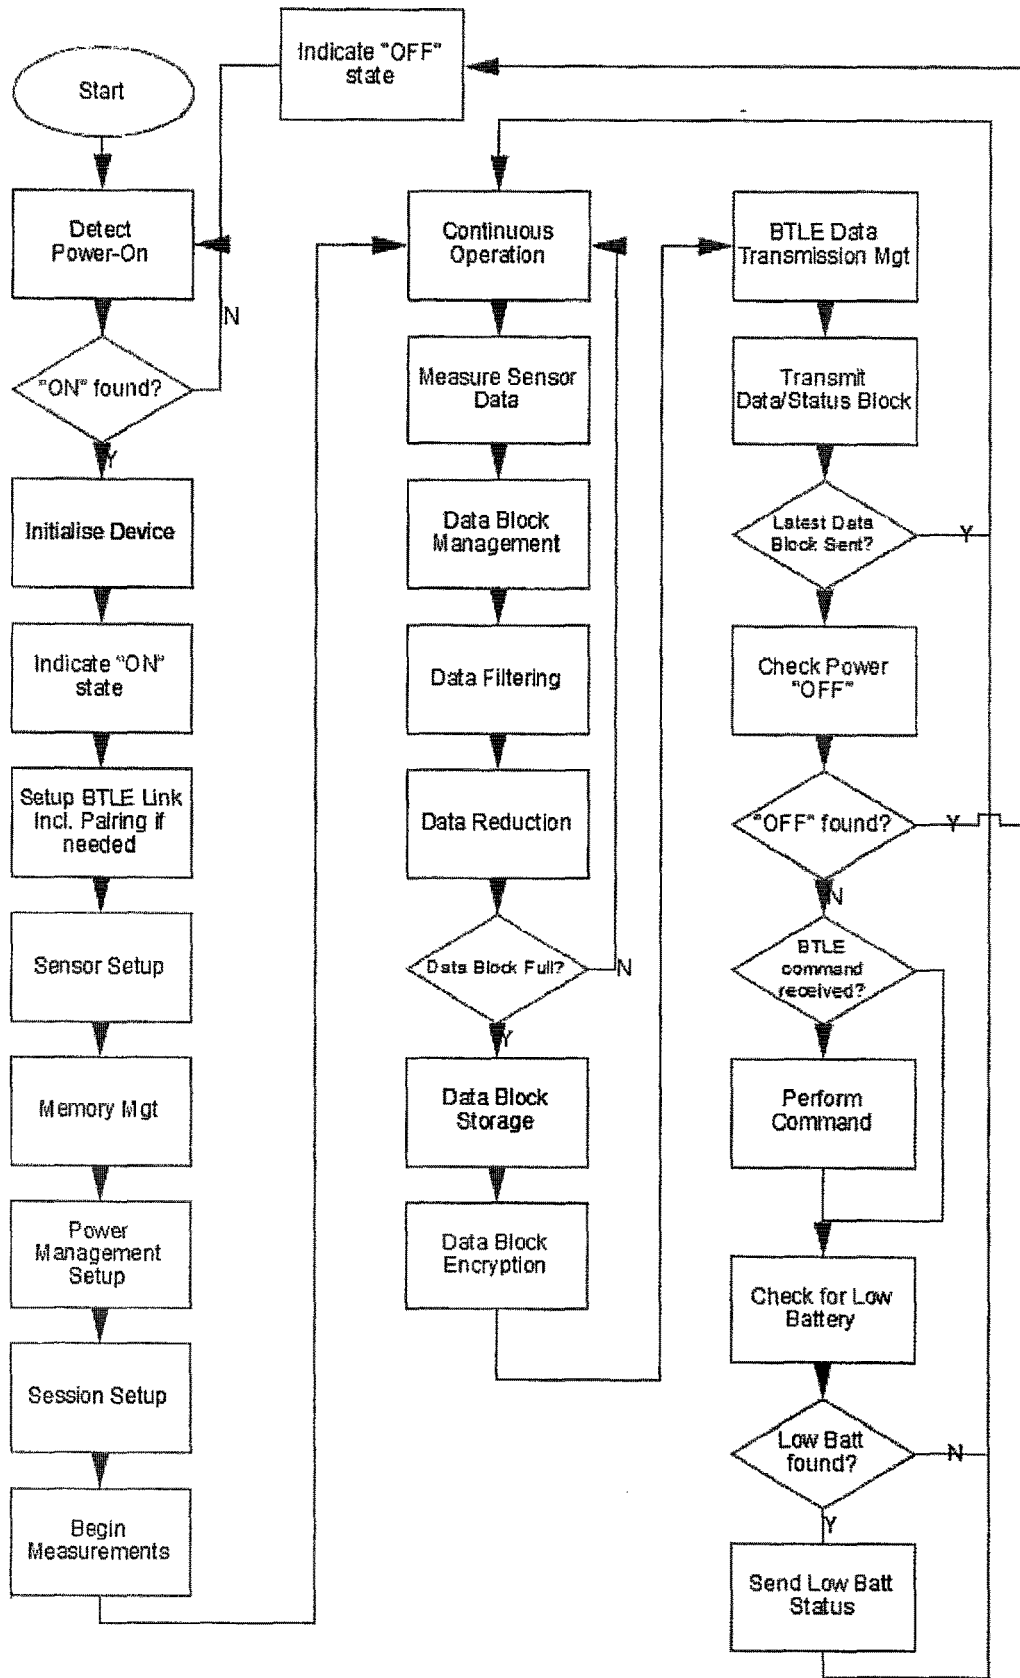 Indicate "OFF"
state
Start
Detect
Power-On
N
"ON" found?
Y
Initialise Device
Indicate "ON"
state
Setup BTLE Link
Incl. Pairing if
needed
Sensor Setup
Memory Mgt
Power
Management
Setup
Session Setup
Begin
Measurements
Continuous
Operation
Measure Sensor
Data
Data Block
Management
Data Filtering
Data Reduction
Data Block Full?
N
Y
Data Block
Storage
Data Block
Encryption
BTLE Data
Transmission Mgt
Transmit
Data/Status Block
Latest Data
Block Sent?
Y
Check Power
"OFF"
"OFF" found?
Y
N
BTLE
command
received?
Perform
Command
Check for Low
Battery
Low Batt
found?
N
Y
Send Low Batt
Status